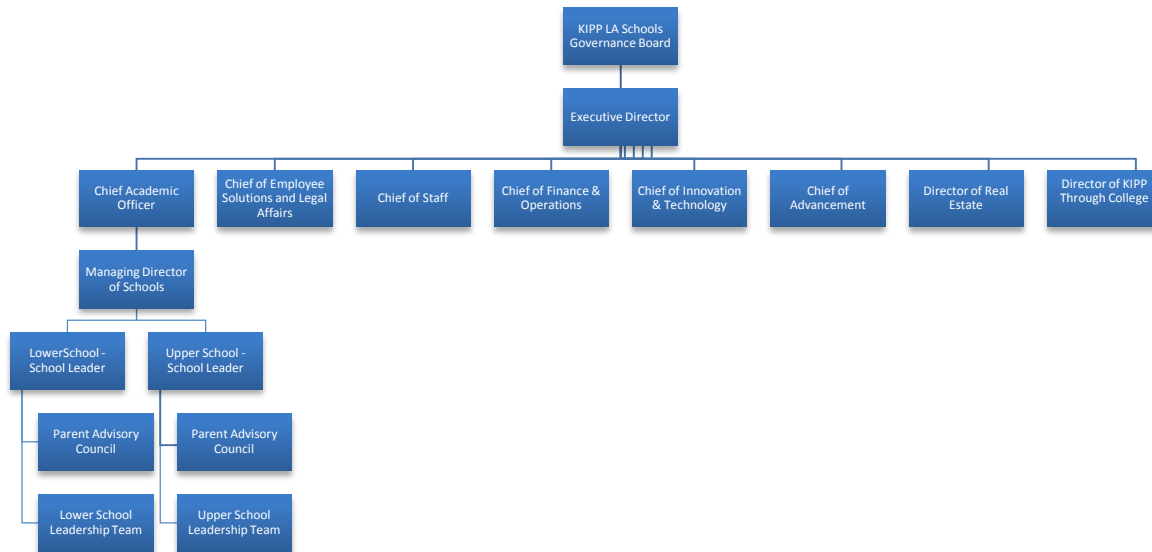 KIPP LA Schools
Governance Board
Executive Director
Chief Academic
Officer
Chief of Employee
Solutions and Legal
Affairs
Chief of Staff
Chief of Finance &
Operations
Chief of Innovation
& Technology
Chief of
Advancement
Director of Real
Estate
Director of KIPP
Through College
Managing Director
of Schools
LowerSchool -
School Leader
Upper School -
School Leader
Parent Advisory
Council
Parent Advisory
Council
Lower School
Leadership Team
Upper School
Leadership Team